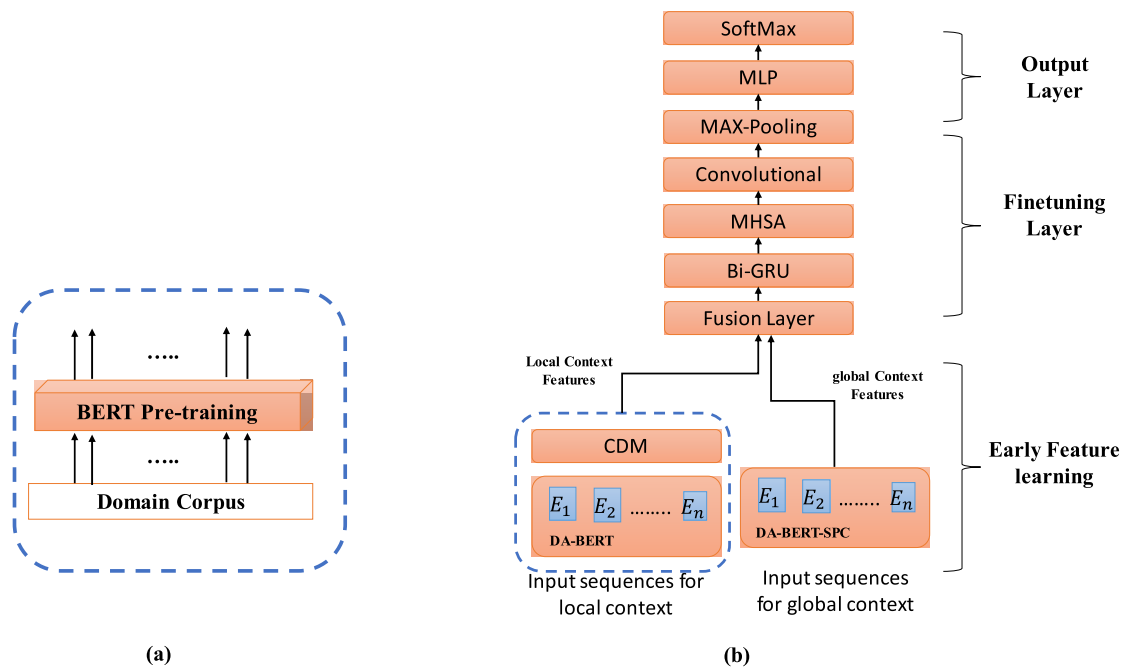 SoftMax
MLP
MAX-Pooling
Convolutional
MHSA
Bi-GRU
Fusion Layer
Output
Layer
Finetuning
Layer
Local Context
Features
global Context
Features
Early Feature
learning
CDM
E1 E2 ........ En
DA-BERT
E1 E2 ........ En
DA-BERT-SPC
Input sequences for
local context
Input sequences
for global context
.....
BERT Pre-training
.....
Domain Corpus
(a)
(b)